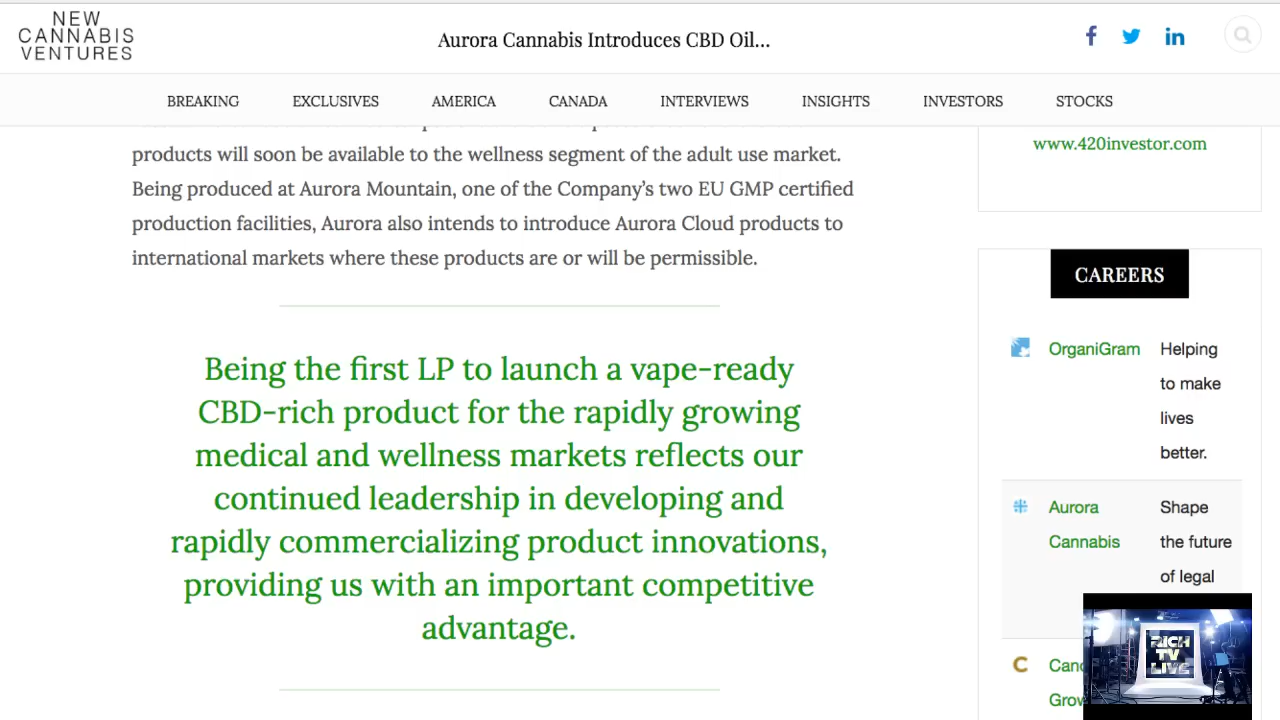 NEW
CANNABIS
VENTURES
Aurora Cannabis Introduces CBD Oil...
BREAKING
EXCLUSIVES
AMERICA
CANADA
INTERVIEWS
INSIGHTS
INVESTORS
STOCKS
products will soon be available to the wellness segment of the adult use market.
Being produced at Aurora Mountain, one of the Company's two EU GMP certified
production facilities, Aurora also intends to introduce Aurora Cloud products to
international markets where these products are or will be permissible.
Being the first LP to launch a vape-ready
CBD-rich product for the rapidly growing
medical and wellness markets reflects our
continued leadership in developing and
rapidly commercializing product innovations,
providing us with an important competitive
advantage.
www.420investor.com
CAREERS
OrganiGram
Helping
to make
lives
better.
Aurora
Cannabis
Shape
the future
of legal
RICH
TV
LIVE